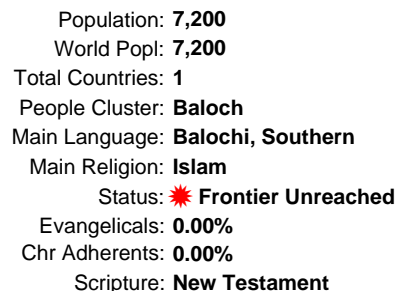 Population: 7,200
World Popl: 7,200
Total Countries: 1
People Cluster: Baloch
Main Language: Balochi, Southern
Main Religion: Islam
Status: Frontier Unreached
Evangelicals: 0.00%
Chr Adherents: 0.00%
Scripture: New Testament